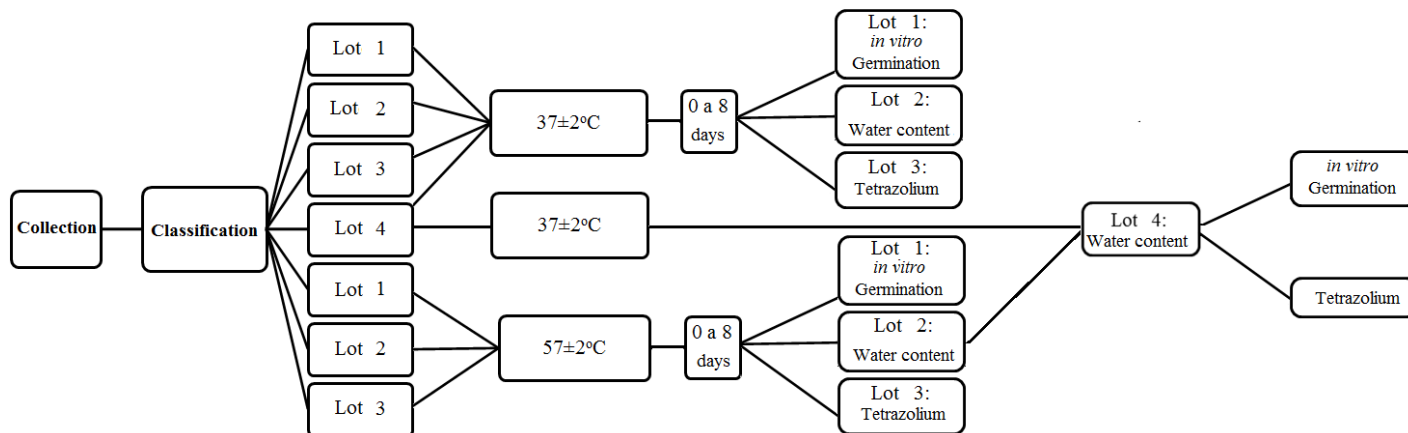 Collection
Classification
Lot 1
Lot 2
Lot 3
Lot 4
Lot 1
Lot 2
Lot 3
37±2ºC
37±2ºC
57±2ºC
0 a 8
days
0 a 8
days
Lot 1:
in vitro
Germination
Lot 2:
Water content
Lot 3:
Tetrazolium
Lot 1:
in vitro
Germination
Lot 2:
Water content
Lot 3:
Tetrazolium
Lot 4:
Water content
in vitro
Germination
Tetrazolium